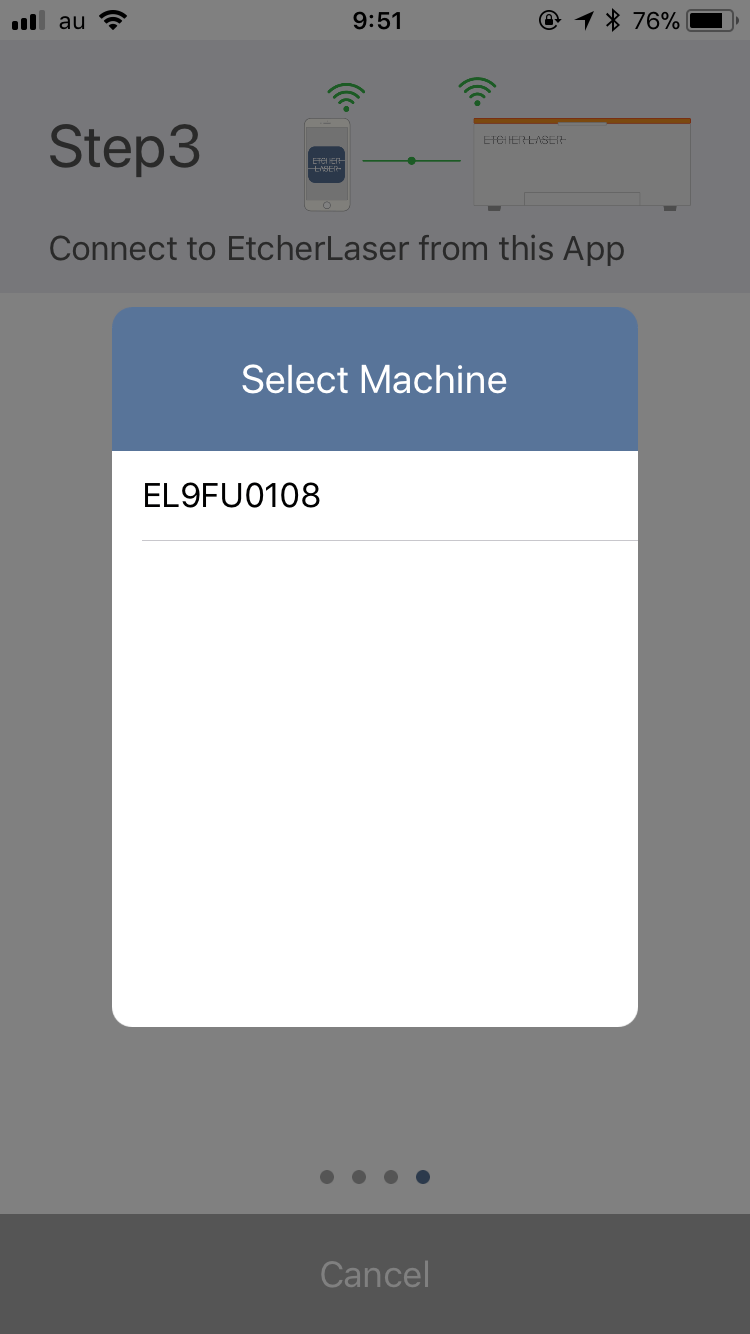 au 9:51 76%
Step3
ETCHER LASER
ETCHER LASER
Connect to EtcherLaser from this App
Select Machine
EL9FU0108
Cancel